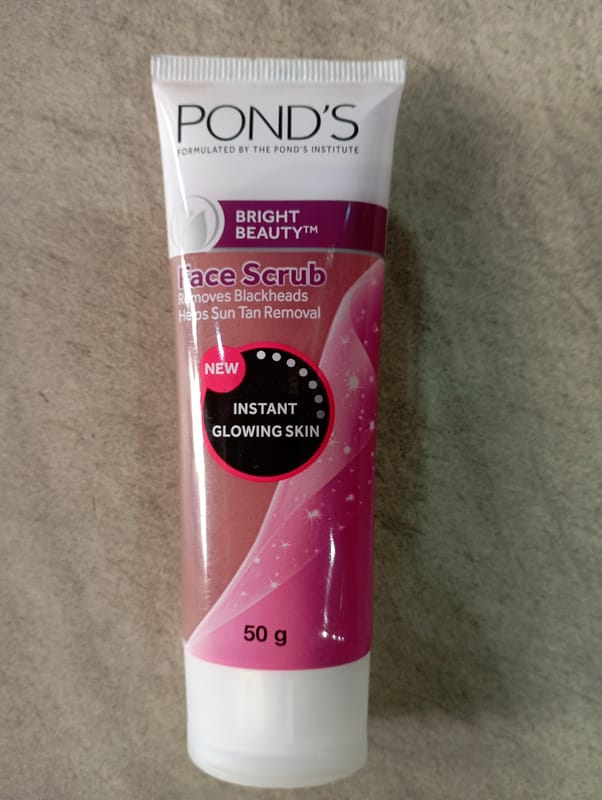 POND'S
FORMULATED BY THE POND'S INSTITUTE
BRIGHT
BEAUTY™
Face Scrub
Removes Blackheads
Helps Sun Tan Removal
NEW
INSTANT
GLOWING SKIN
50 g